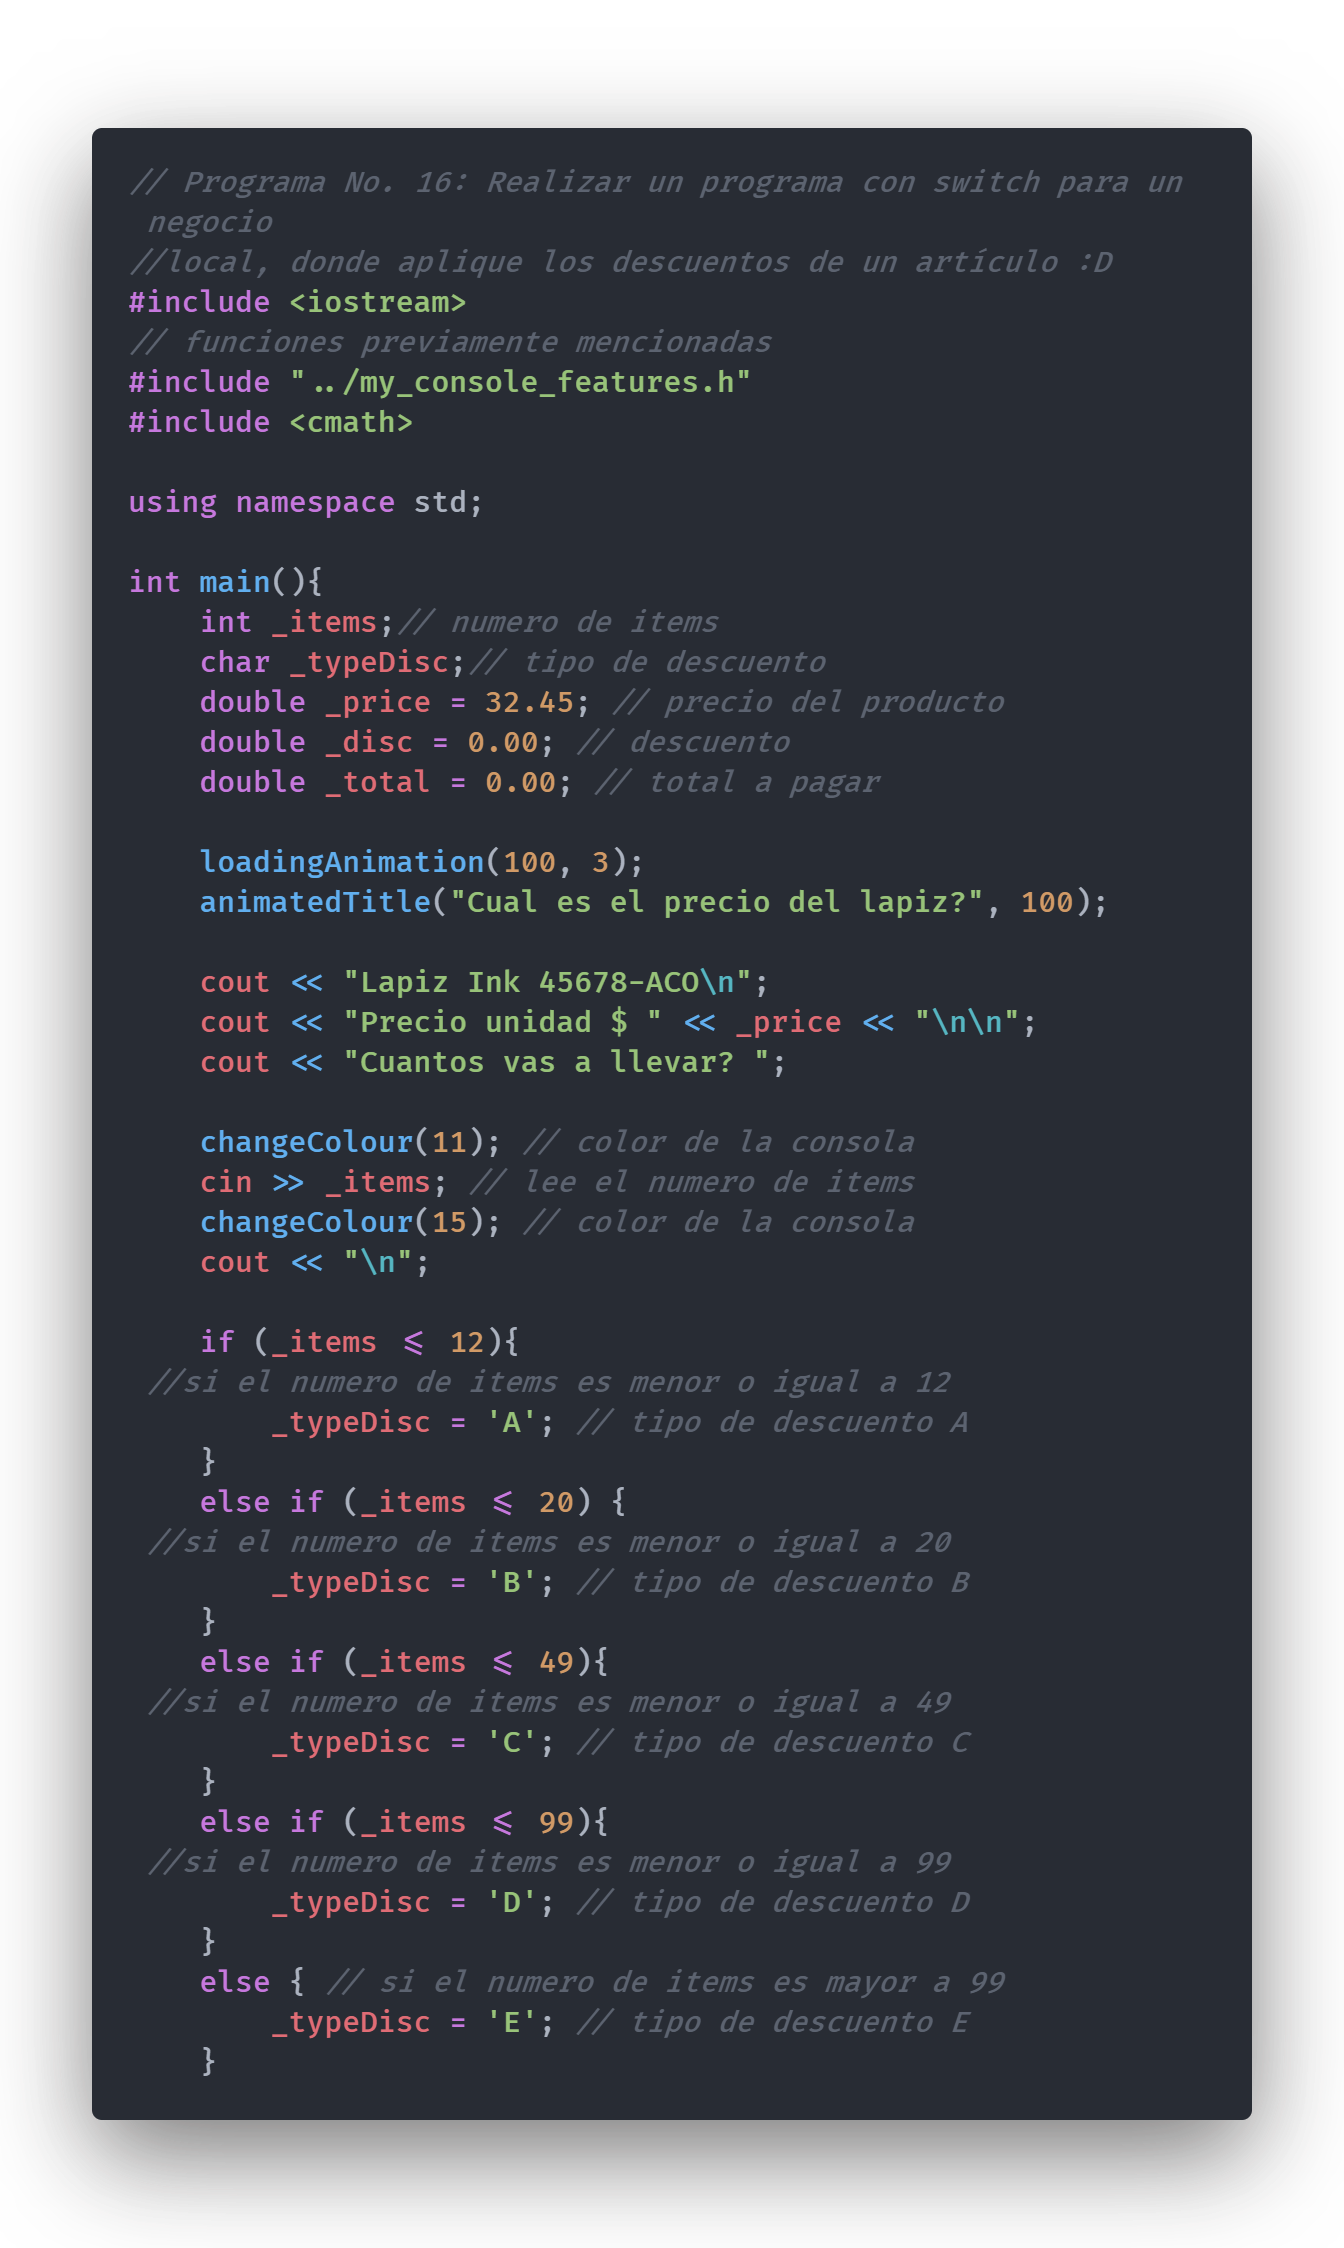 // Programa No. 16: Realizar un programa con switch para un
negocio
//local, donde aplique los descuentos de un artículo :D
#include <iostream>
// funciones previamente mencionadas
#include "../my_console_features.h"
#include <cmath>
using namespace std;
int main(){
int _items;// numero de items
char _typeDisc;// tipo de descuento
double _price = 32.45; // precio del producto
double _disc = 0.00; // descuento
double _total = 0.00; // total a pagar
loadingAnimation(100, 3);
animatedTitle("Cual es el precio del lapiz?", 100);
cout << "Lapiz Ink 45678-ACO\n";
cout << "Precio unidad $ " << _price << "\n\n";
cout << "Cuantos vas a llevar? ";
changeColour(11); // color de la consola
cin >> _items; // lee el numero de items
changeColour(15); // color de la consola
cout << "\n";
if (_items <= 12){
//si el numero de items es menor o igual a 12
_typeDisc = 'A'; // tipo de descuento A
}
else if (_items <= 20) {
//si el numero de items es menor o igual a 20
_typeDisc = 'B'; // tipo de descuento B
}
else if (_items <= 49){
//si el numero de items es menor o igual a 49
_typeDisc = 'C'; // tipo de descuento C
}
else if (_items <= 99){
//si el numero de items es menor o igual a 99
_typeDisc = 'D'; // tipo de descuento D
}
else { // si el numero de items es mayor a 99
_typeDisc = 'E'; // tipo de descuento E
}